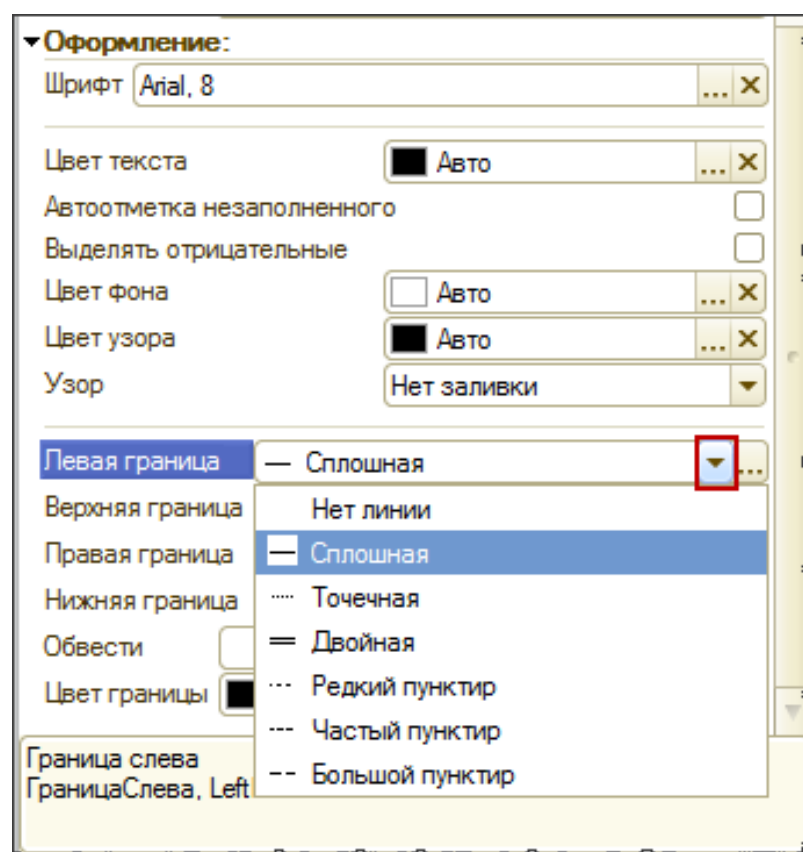 Оформление:
Шрифт Arial, 8 ...
Цвет текста Авто ...
Автоотметка незаполненного
Выделять отрицательные
Цвет фона Авто ...
Цвет узора Авто ...
Узор Нет заливки
Левая граница Сплошная ...
Верхняя граница Нет линии
Правая граница Сплошная
Нижняя граница Точечная
Обвести Двойная
Редкий пунктир
Цвет границы
Частый пунктир
Большой пунктир
Граница слева
ГраницаСлева, Left